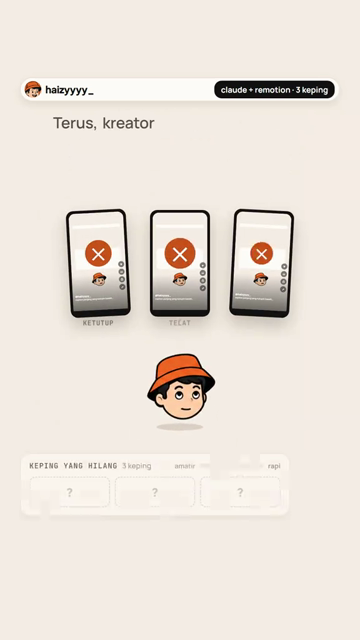 haizyyyy_
claude + remotion · 3 keping
Terus, kreator
KETUTUP
TELAT
KEPING YANG HILANG 3 keping
rapi
? ? ?